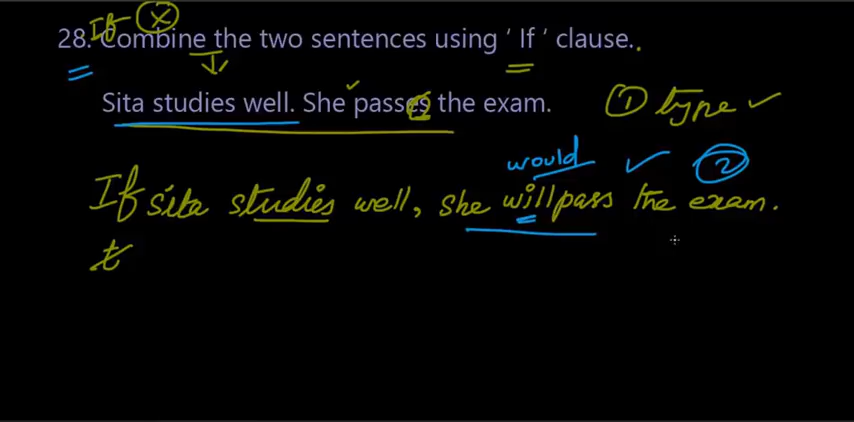 If x
28. Combine the two sentences using ‘ If ’ clause.
Sita studies well. She passes the exam. 1 type ✓
would ✓ 2
If sita studies well, she will pass the exam.
t